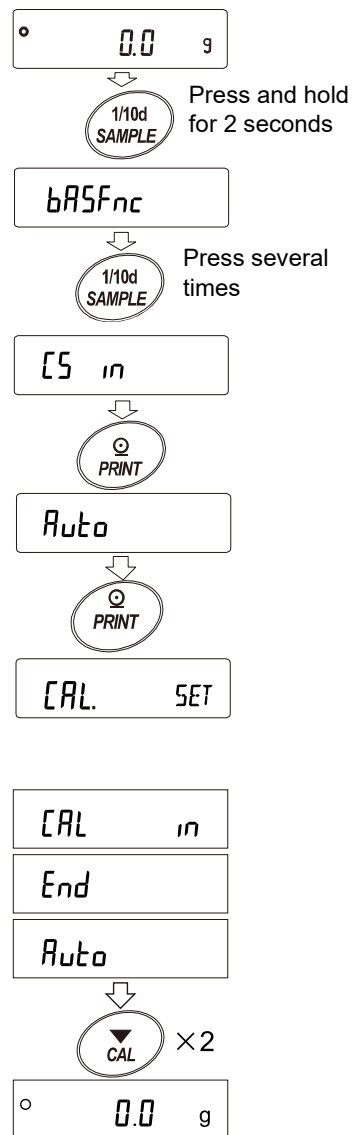 0.0 g
Press and hold
for 2 seconds
1/10d
SAMPLE
bASFnc
Press several
times
1/10d
SAMPLE
CS in
PRINT
Auto
PRINT
CAL. SET
CAL in
End
Auto
CAL
×2
0.0 g